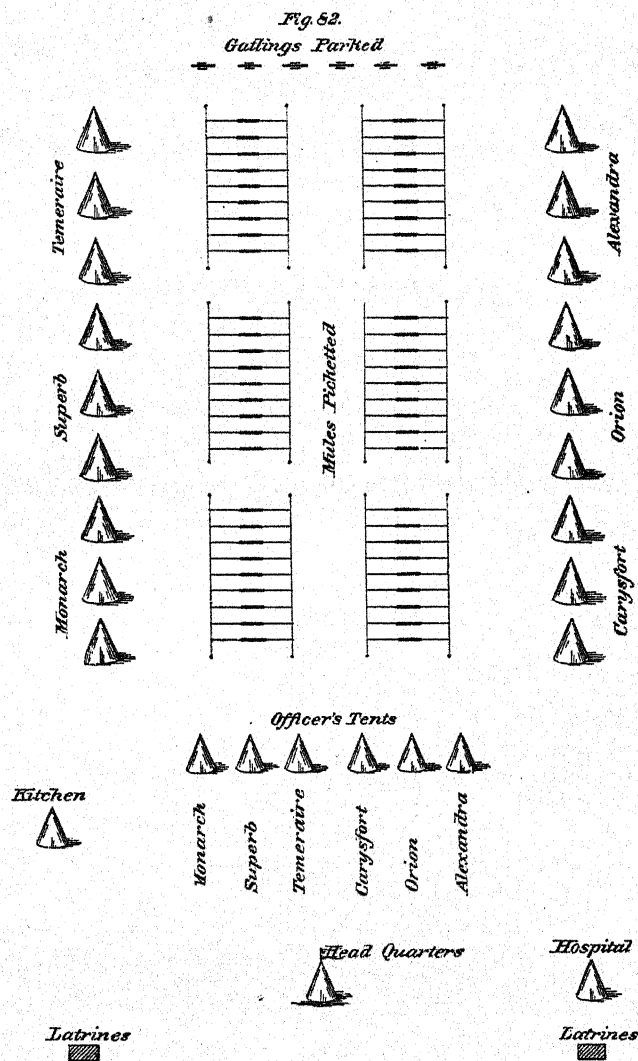 Fig. 82.
Gatlings Parked
Temeraire
Alexandra
Superb
Mules Picketted
Orion
Monarch
Carysfort
Officer's Tents
Kitchen
Monarch
Superb
Temeraire
Carysfort
Orion
Alexandra
Head Quarters
Hospital
Latrines
Latrines